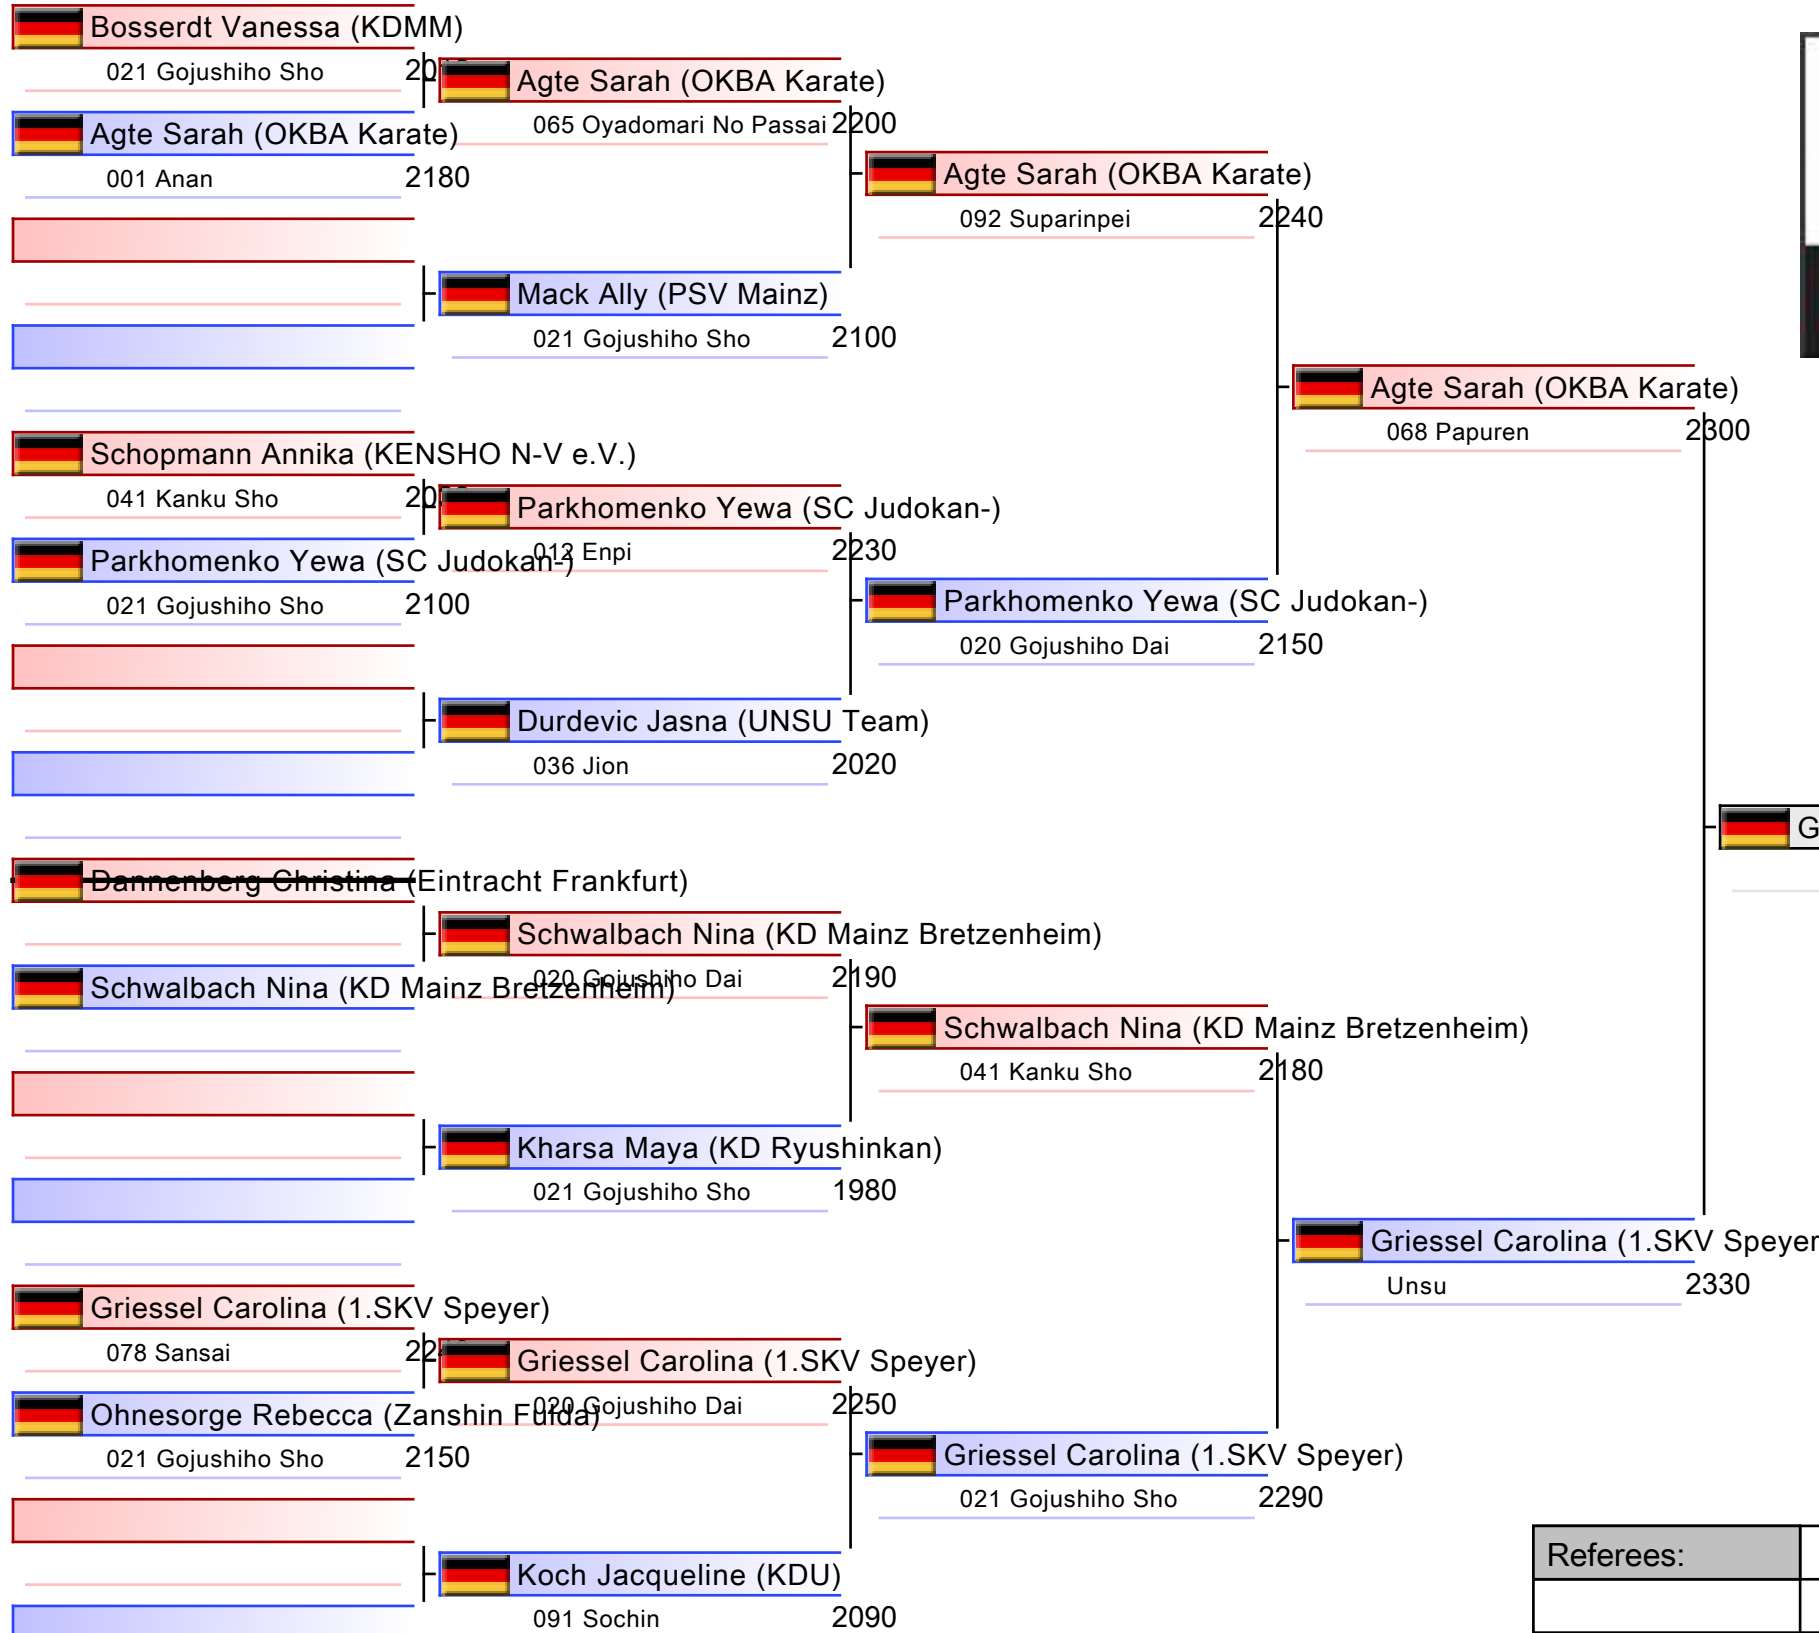 Bosserdt Vanessa (KDMM)
021 Gojushiho Sho
Agte Sarah (OKBA Karate)
001 Anan 2180
Schopmann Annika (KENSHO N-V e.V.)
041 Kanku Sho
Parkhomenko Yewa (SC Judokan-)
021 Gojushiho Sho 2100
Dannenberg Christina (Eintracht Frankfurt)
Schwalbach Nina (KD Mainz Bretzenheim)
Griessel Carolina (1.SKV Speyer)
078 Sansai
Ohnesorge Rebecca (Zanshin Fulda)
021 Gojushiho Sho 2150
Agte Sarah (OKBA Karate)
065 Oyadomari No Passai 2200
Mack Ally (PSV Mainz)
021 Gojushiho Sho 2100
Parkhomenko Yewa (SC Judokan-)
012 Enpi 2230
Durdevic Jasna (UNSU Team)
036 Jion 2020
Schwalbach Nina (KD Mainz Bretzenheim)
020 Gojushiho Dai 2190
Kharsa Maya (KD Ryushinkan)
021 Gojushiho Sho 1980
Griessel Carolina (1.SKV Speyer)
020 Gojushiho Dai 2250
Koch Jacqueline (KDU)
091 Sochin 2090
Agte Sarah (OKBA Karate)
092 Suparinpei 2240
Parkhomenko Yewa (SC Judokan-)
020 Gojushiho Dai 2150
Schwalbach Nina (KD Mainz Bretzenheim)
041 Kanku Sho 2180
Griessel Carolina (1.SKV Speyer)
021 Gojushiho Sho 2290
Agte Sarah (OKBA Karate)
068 Papuren 2300
Griessel Carolina (1.SKV Speyer
Unsu 2330
G
Referees: